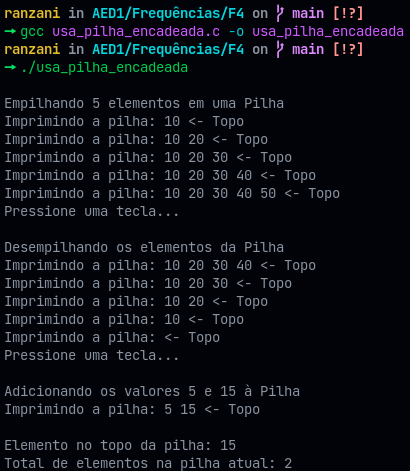 ranzani in AED1/Frequências/F4 on main [!?]
→ gcc usa_pilha_encadeada.c -o usa_pilha_encadeada
ranzani in AED1/Frequências/F4 on main [!?]
→ ./usa_pilha_encadeada
Empilhando 5 elementos em uma Pilha
Imprimindo a pilha: 10 <- Topo
Imprimindo a pilha: 10 20 <- Topo
Imprimindo a pilha: 10 20 30 <- Topo
Imprimindo a pilha: 10 20 30 40 <- Topo
Imprimindo a pilha: 10 20 30 40 50 <- Topo
Pressione uma tecla...
Desempilhando os elementos da Pilha
Imprimindo a pilha: 10 20 30 40 <- Topo
Imprimindo a pilha: 10 20 30 <- Topo
Imprimindo a pilha: 10 20 <- Topo
Imprimindo a pilha: 10 <- Topo
Imprimindo a pilha: <- Topo
Pressione uma tecla...
Adicionando os valores 5 e 15 à Pilha
Imprimindo a pilha: 5 15 <- Topo
Elemento no topo da pilha: 15
Total de elementos na pilha atual: 2